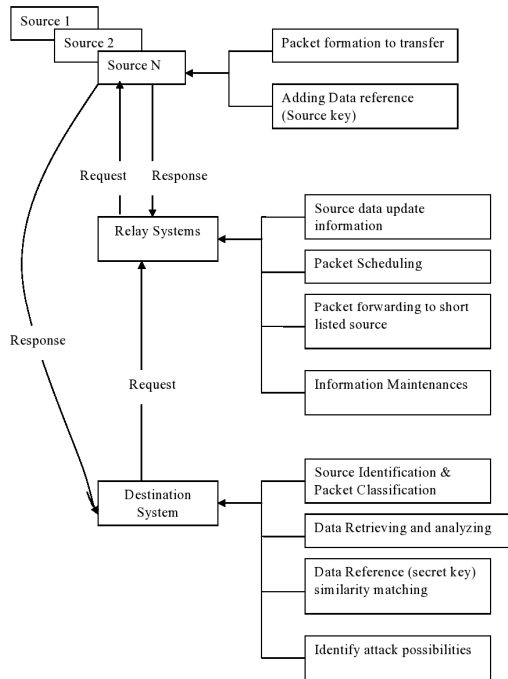 Source 1
Source 2
Source N
Packet formation to transfer
Adding Data reference
(Source key)
Request
Response
Relay Systems
Source data update
information
Packet Scheduling
Packet forwarding to short
listed source
Information Maintenances
Response
Request
Destination
System
Source Identification &
Packet Classification
Data Retrieving and analyzing
Data Reference (secret key)
similarity matching
Identify attack possibilities